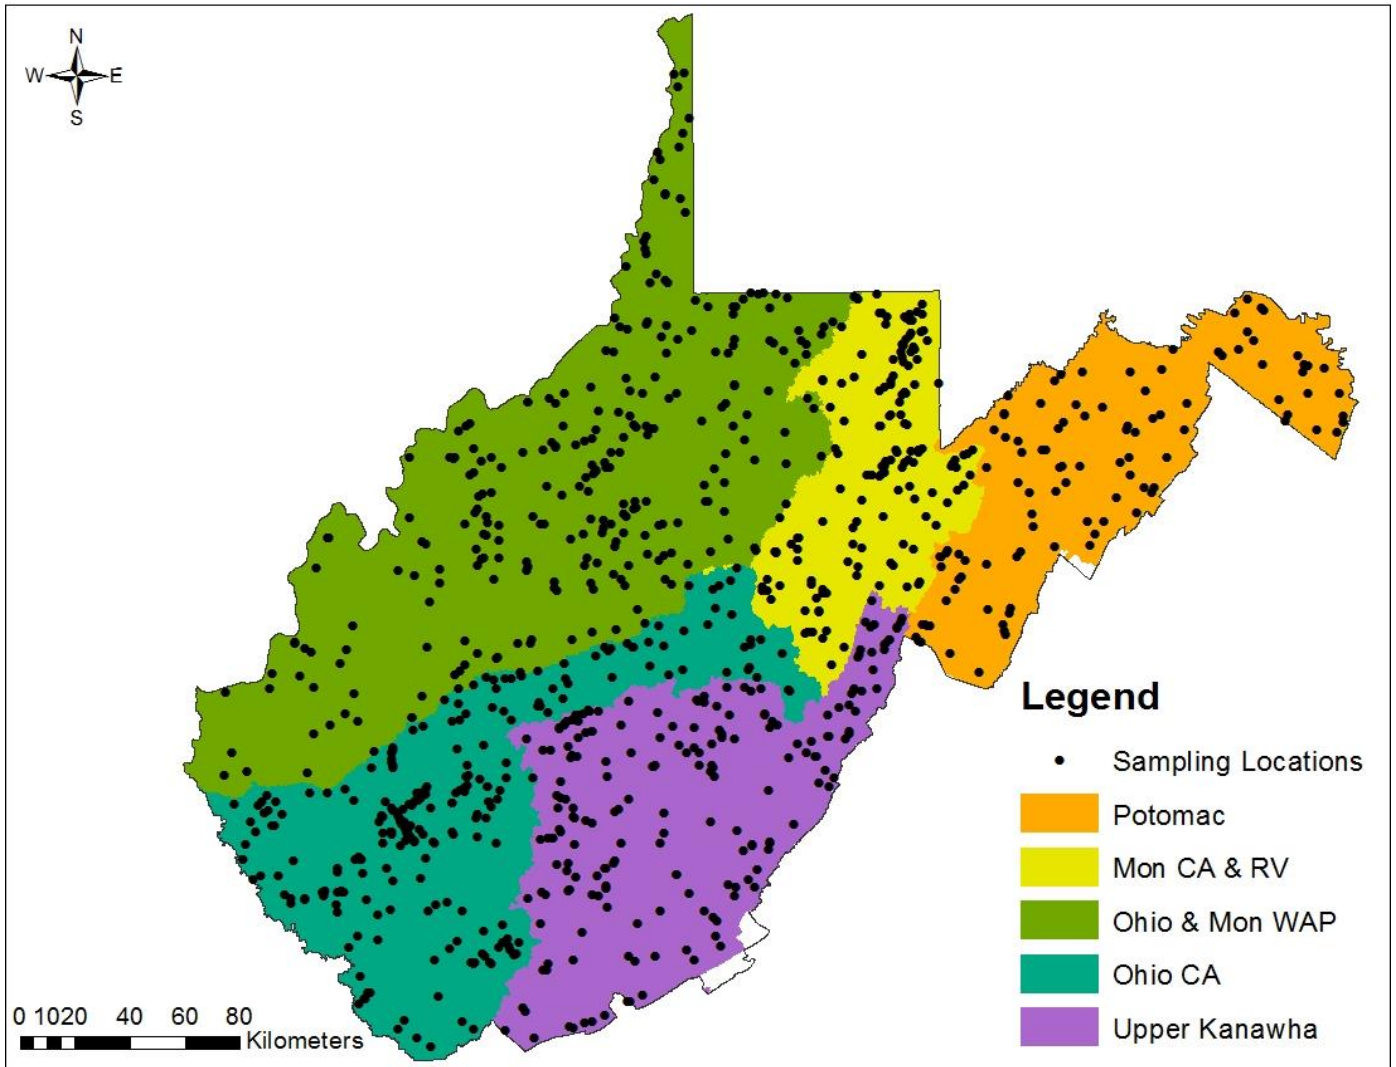 N
W E
S
Legend
Sampling Locations
Potomac
Mon CA & RV
Ohio & Mon WAP
Ohio CA
Upper Kanawha
0 1020 40 60 80
Kilometers